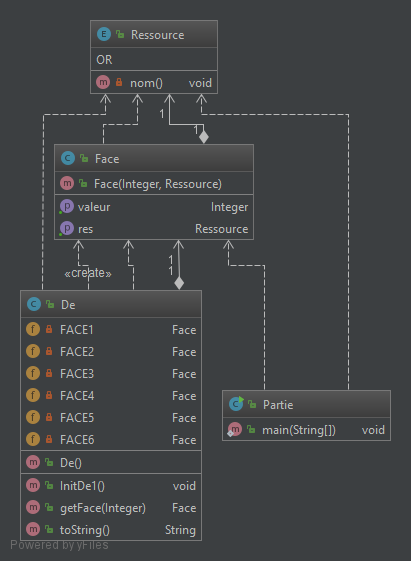 Ressource
OR
nom() void
1
1
Face
Face(Integer, Ressource)
valeur Integer
res Ressource
«create»
1
1
De
FACE1 Face
FACE2 Face
FACE3 Face
FACE4 Face
FACE5 Face
FACE6 Face
De()
InitDe1() void
getFace(Integer) Face
toString() String
Partie
main(String[]) void
Powered by yFiles